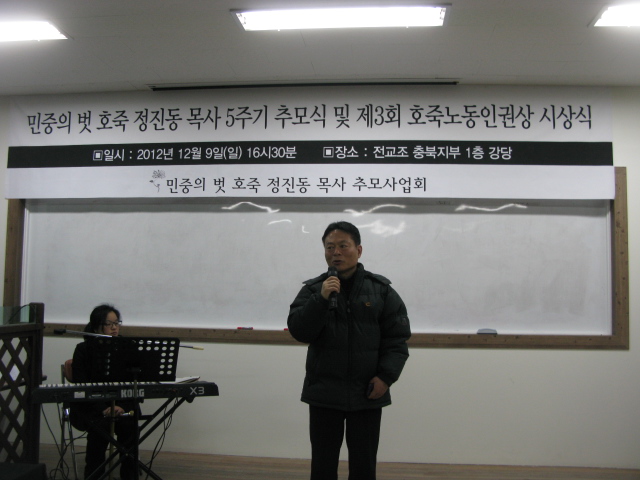 민중의 벗 호죽 정진동 목사 5주기 추모식 및 제3회 호죽노동인권상 시상식
▣일시 : 2012년 12월 9일(일) 16시30분 ▣장소 : 전교조 충북지부 1층 강당
민중의 벗 호죽 정진동 목사 추모사업회
KORG X3